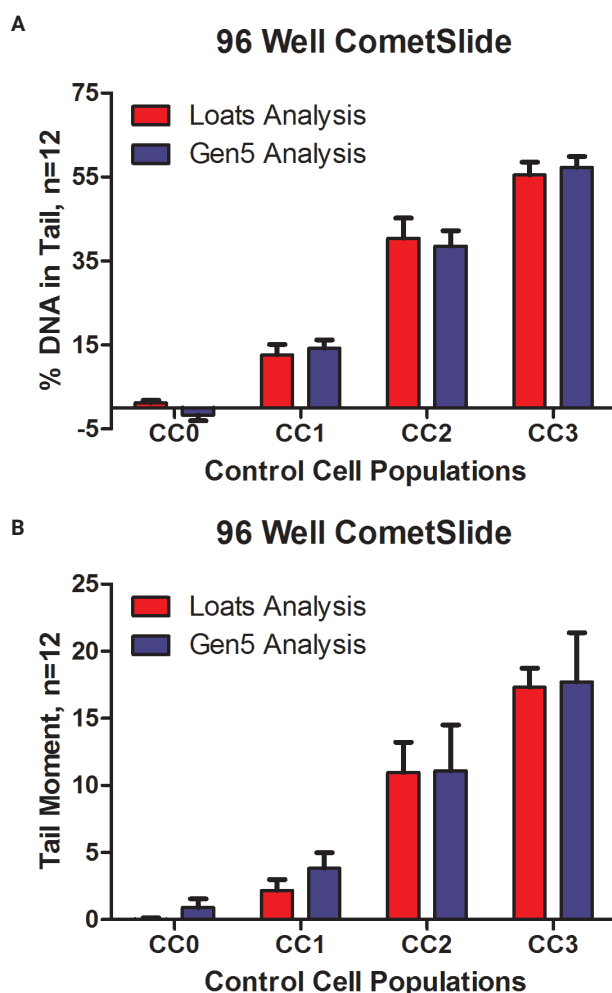 A
96 Well CometSlide
% DNA in Tail, n=12
75
55
35
15
-5
Loats Analysis
Gen5 Analysis
CC0 CC1 CC2 CC3
Control Cell Populations
B
96 Well CometSlide
Tail Moment, n=12
25
20
15
10
5
0
Loats Analysis
Gen5 Analysis
CC0 CC1 CC2 CC3
Control Cell Populations